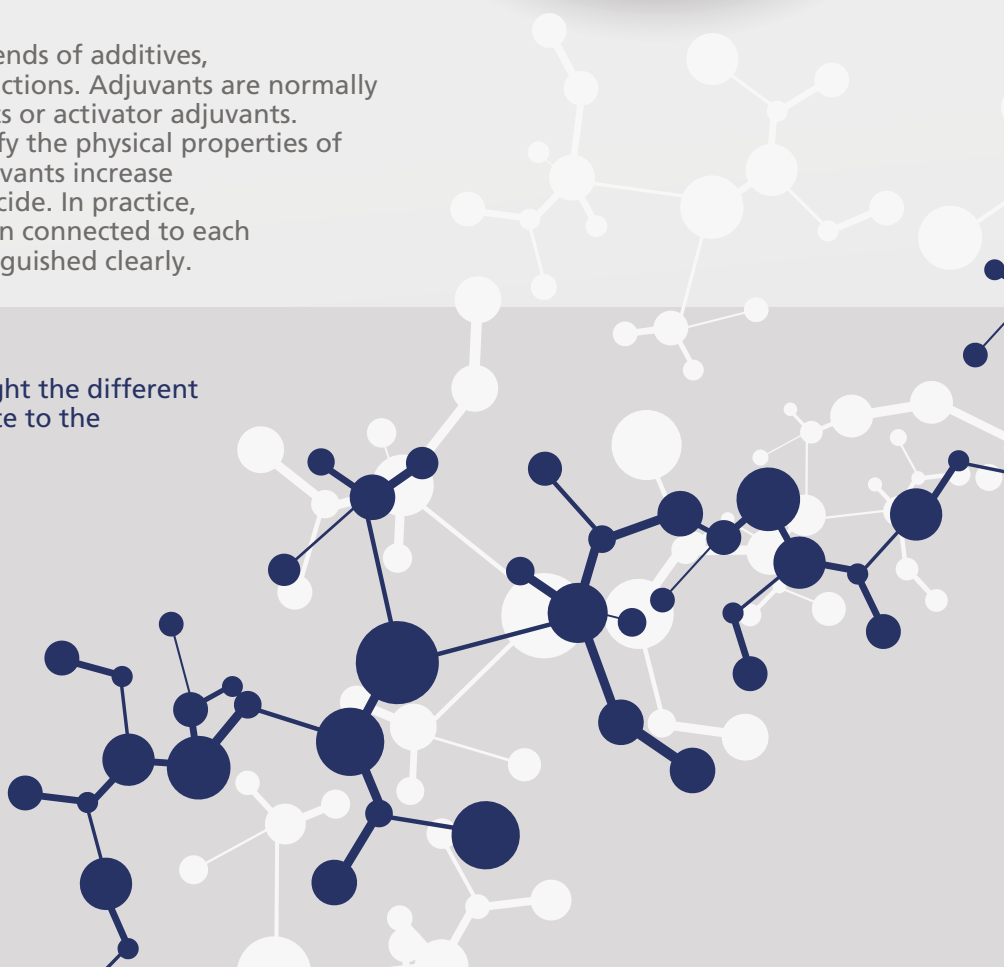 ends of additives,
ctions. Adjuvants are normally
s or activator adjuvants.
fy the physical properties of
vants increase
cide. In practice,
n connected to each
guished clearly.
ght the different
te to the